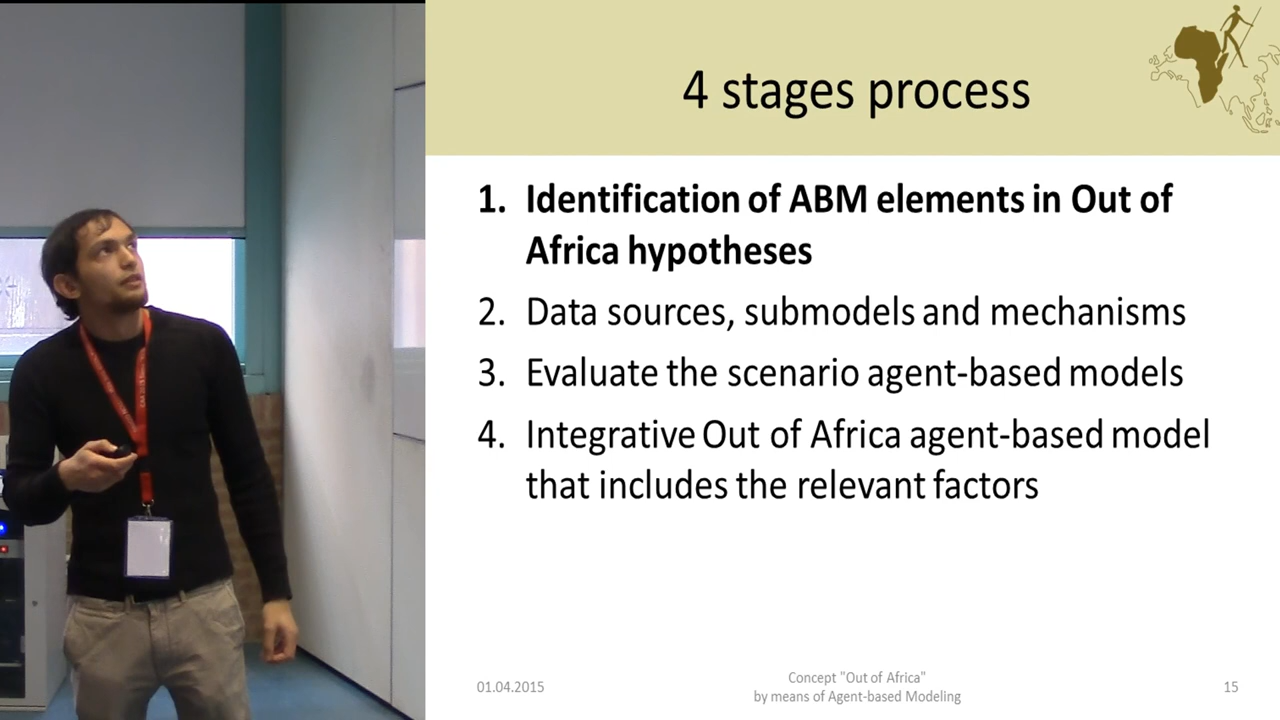 4 stages process
1. Identification of ABM elements in Out of
Africa hypotheses
2. Data sources, submodels and mechanisms
3. Evaluate the scenario agent-based models
4. Integrative Out of Africa agent-based model
that includes the relevant factors
01.04.2015
Concept "Out of Africa"
by means of Agent-based Modeling
15